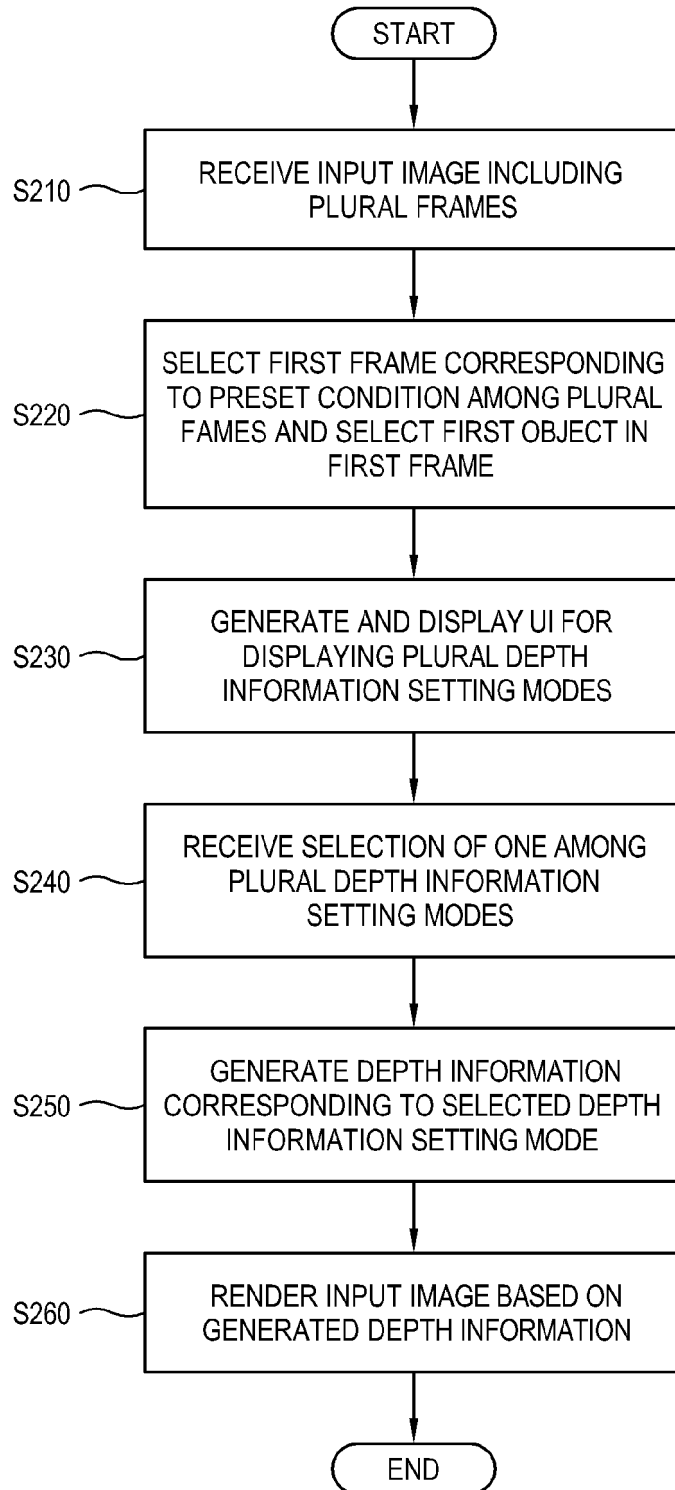 START
S210
RECEIVE INPUT IMAGE INCLUDING
PLURAL FRAMES
S220
SELECT FIRST FRAME CORRESPONDING
TO PRESET CONDITION AMONG PLURAL
FAMES AND SELECT FIRST OBJECT IN
FIRST FRAME
S230
GENERATE AND DISPLAY UI FOR
DISPLAYING PLURAL DEPTH
INFORMATION SETTING MODES
S240
RECEIVE SELECTION OF ONE AMONG
PLURAL DEPTH INFORMATION
SETTING MODES
S250
GENERATE DEPTH INFORMATION
CORRESPONDING TO SELECTED DEPTH
INFORMATION SETTING MODE
S260
RENDER INPUT IMAGE BASED ON
GENERATED DEPTH INFORMATION
END